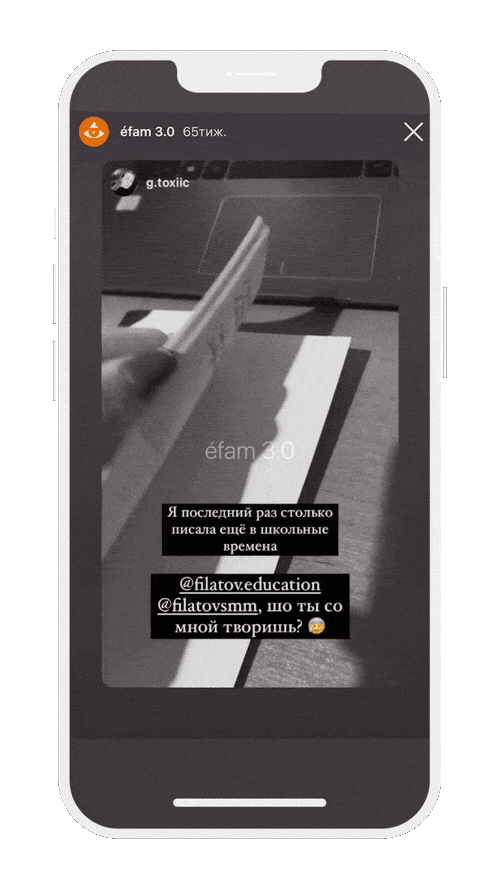 éfam 3.0 65тиж.
g.toxiic
éfam 3.0
Я последний раз столько
писала ещё в школьные
времена
@filatov.education
@filatovsmm, шо ты со
мной творишь? 🤕